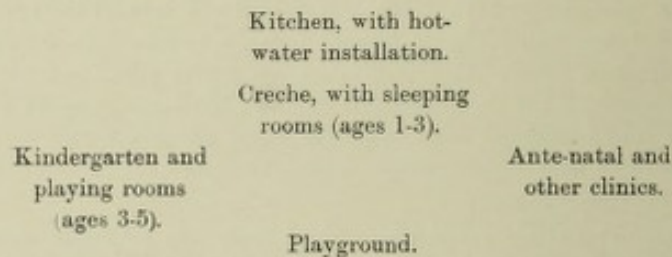 Kitchen, with hot-
water installation.
Creche, with sleeping
rooms (ages 1-3).
Kindergarten and
playing rooms
(ages 3-5).
Ante-natal and
other clinics.
Playground.